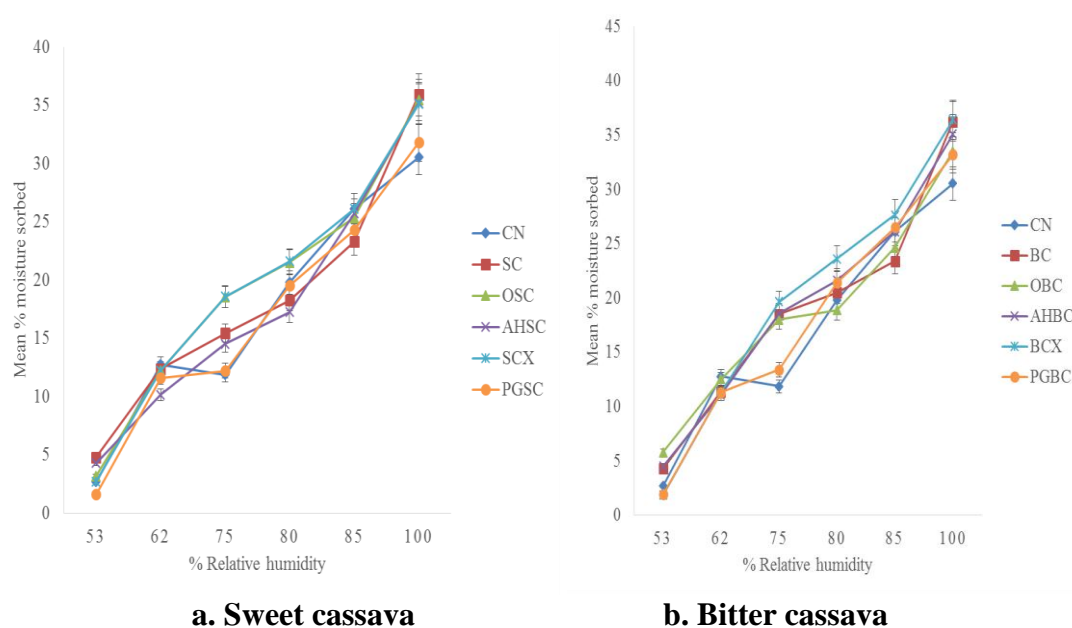 40
35
30
25
20
15
10
5
0
Mean % moisture sorbed
53 62 75 80 85 100
% Relative humidity
CN
SC
OSC
AHSC
SCX
PGSC
a. Sweet cassava
45
40
35
30
25
20
15
10
5
0
Mean % moisture sorbed
53 62 75 80 85 100
% Relative humidity
CN
BC
OBC
AHBC
BCX
PGBC
b. Bitter cassava